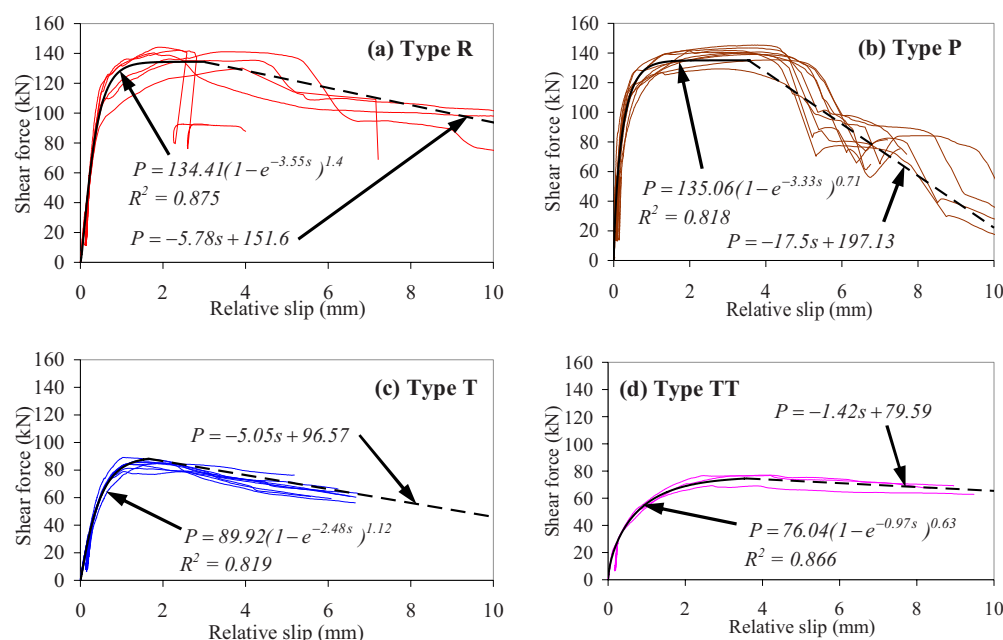 (a) Type R
Shear force (kN)
160
140
120
100
80
60
40
20
0
P=134.41(1−e^{−3.55s})^{1.4}
R² = 0.875
P=−5.78s+151.6
0 2 4 6 8 10
Relative slip (mm)
(b) Type P
Shear force (kN)
160
140
120
100
80
60
40
20
0
P=135.06(1−e^{−3.33s})^{0.71}
R² = 0.818
P=−17.5s+197.13
0 2 4 6 8 10
Relative slip (mm)
(c) Type T
Shear force (kN)
160
140
120
100
80
60
40
20
0
P=−5.05s+96.57
P=89.92(1−e^{−2.48s})^{1.12}
R² = 0.819
0 2 4 6 8 10
Relative slip (mm)
(d) Type TT
Shear force (kN)
160
140
120
100
80
60
40
20
0
P=−1.42s+79.59
P=76.04(1−e^{−0.97s})^{0.63}
R² = 0.866
0 2 4 6 8 10
Relative slip (mm)